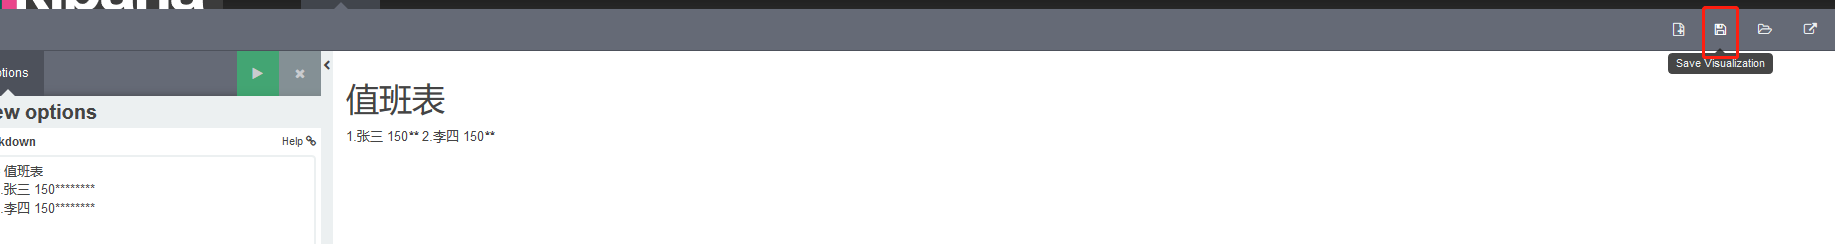 Save Visualization
tions
ew options
kdown
Help
值班表
.张三 150********
.李四 150********
值班表
1.张三 150** 2.李四 150**